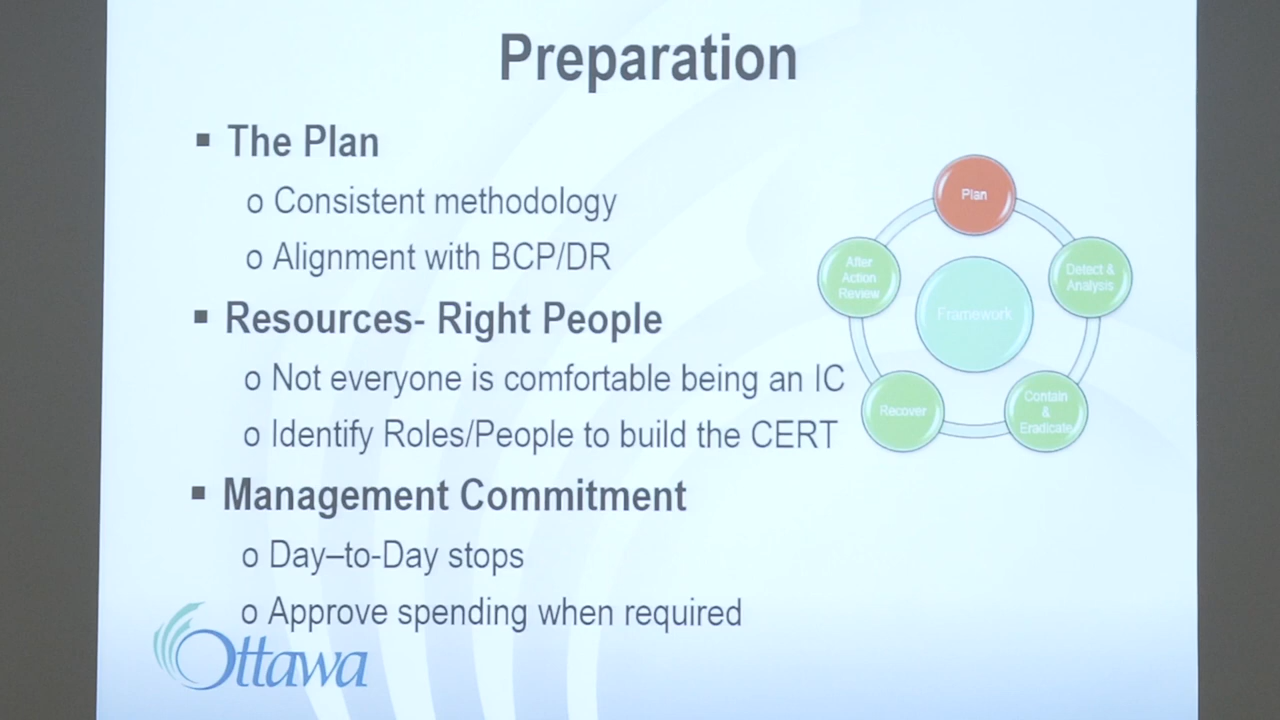 Preparation
▪ The Plan
o Consistent methodology
o Alignment with BCP/DR
▪ Resources- Right People
o Not everyone is comfortable being an IC
o Identify Roles/People to build the CERT
▪ Management Commitment
o Day–to-Day stops
o Approve spending when required
Plan
Detect &
Analysis
Contain
&
Eradicate
Recover
After
Action
Review
Framework
Ottawa